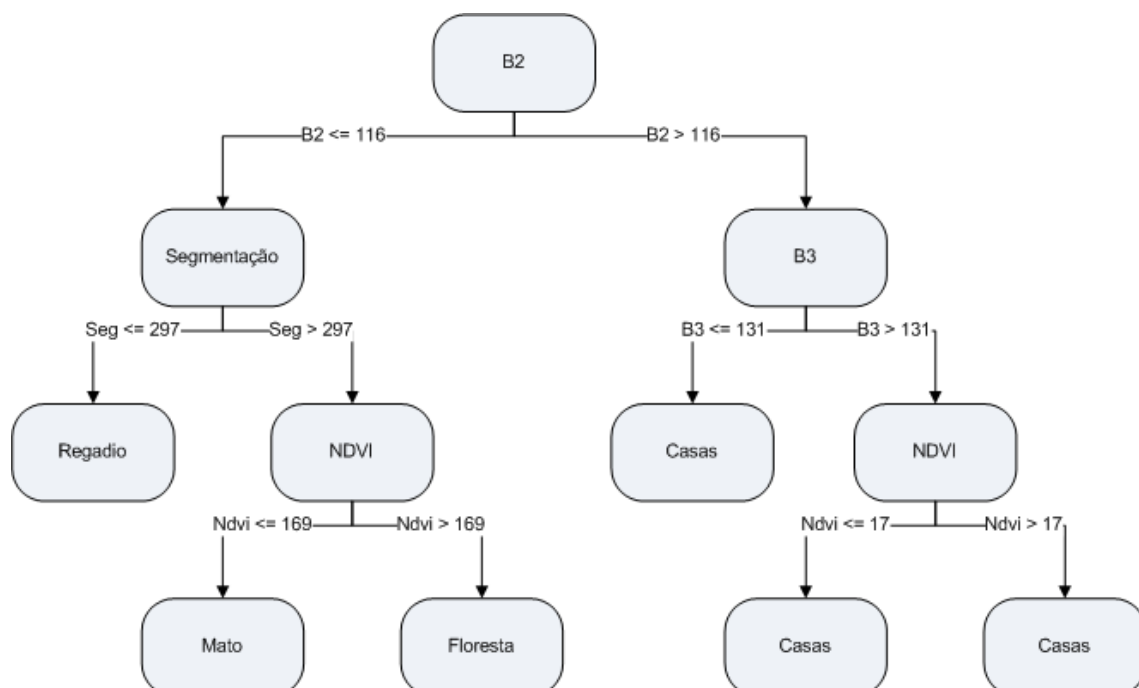 B2
B2 <= 116
B2 > 116
Segmentação
B3
Seg <= 297
Seg > 297
B3 <= 131
B3 > 131
Regadio
NDVI
Casas
NDVI
Ndvi <= 169
Ndvi > 169
Ndvi <= 17
Ndvi > 17
Mato
Floresta
Casas
Casas